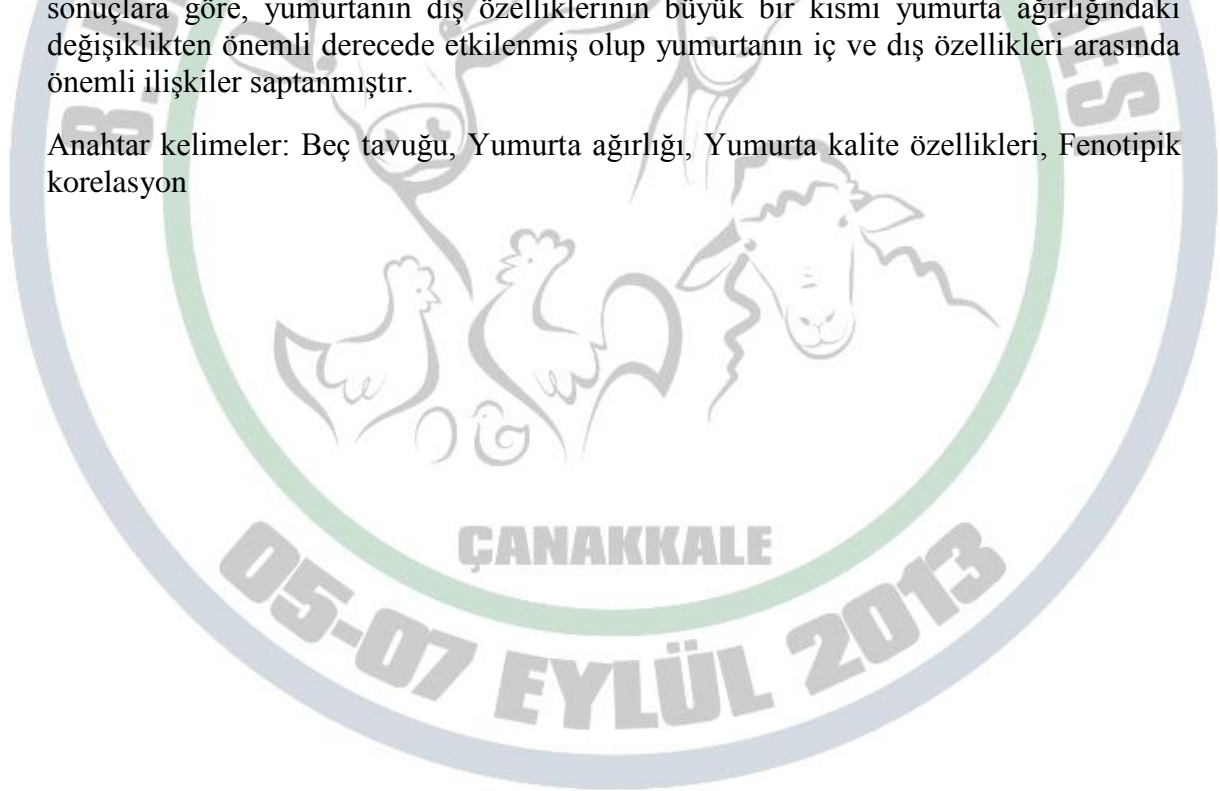 sonuçlara göre, yumurtanın dış özelliklerinin büyük bir kısmı yumurta ağırlığındaki
değişiklikten önemli derecede etkilenmiş olup yumurtanın iç ve dış özellikleri arasında
önemli ilişkiler saptanmıştır.
Anahtar kelimeler: Beç tavuğu, Yumurta ağırlığı, Yumurta kalite özellikleri, Fenotipik
korelasyon
ÇANAKKALE
05-07 EYLÜL 2013